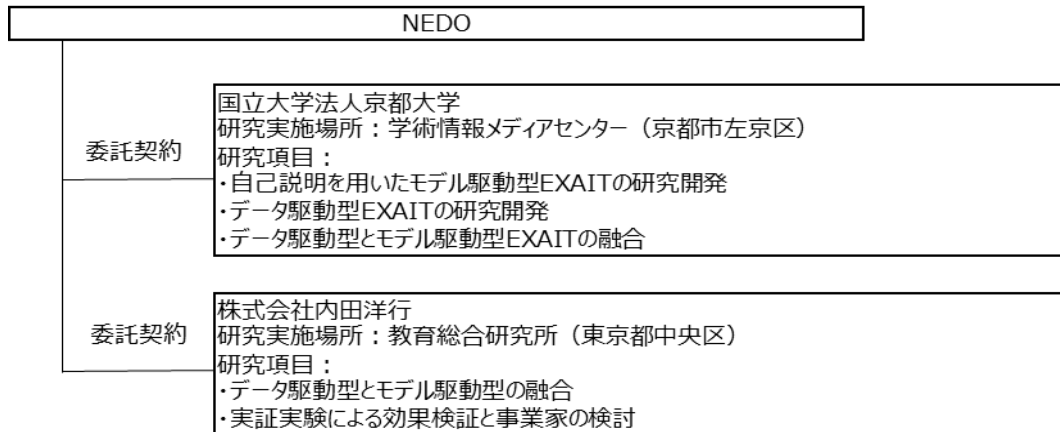 NEDO
委託契約
国立大学法人京都大学
研究実施場所：学術情報メディアセンター（京都市左京区）
研究項目：
・自己説明を用いたモデル駆動型EXAITの研究開発
・データ駆動型EXAITの研究開発
・データ駆動型とモデル駆動型EXAITの融合
委託契約
株式会社内田洋行
研究実施場所：教育総合研究所（東京都中央区）
研究項目：
・データ駆動型とモデル駆動型の融合
・実証実験による効果検証と事業家の検討